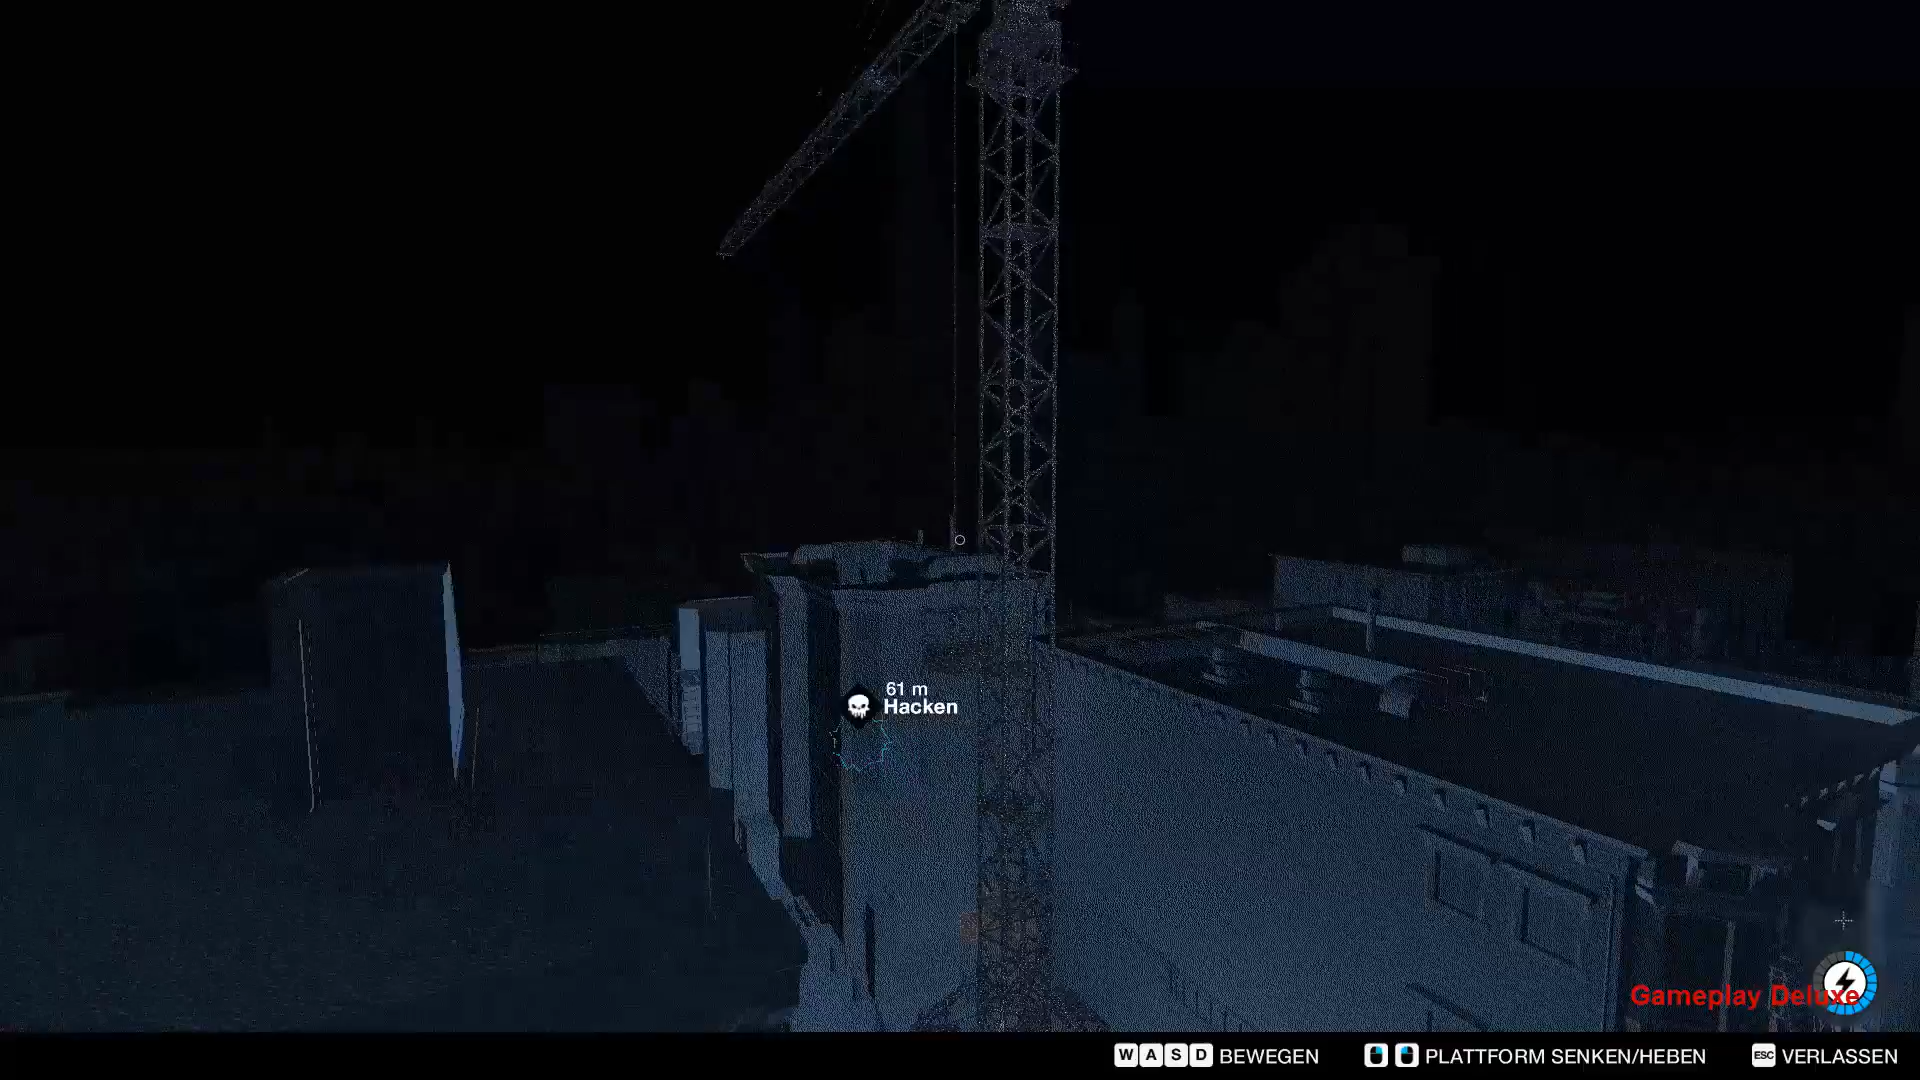 61 m
Hacken
Gameplay Deluxe
W A S D BEWEGEN PLATTFORM SENKEN/HEBEN ESC VERLASSEN